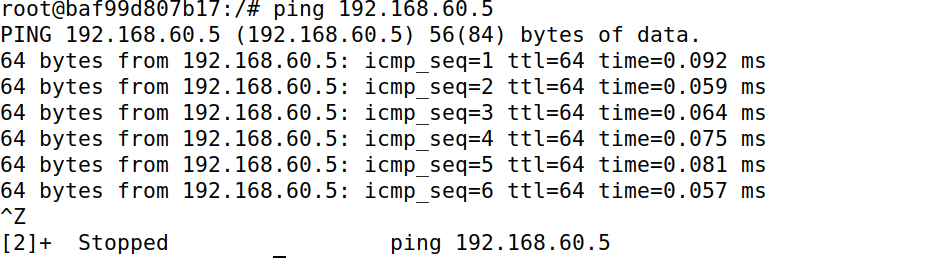 root@baf99d807b17:/# ping 192.168.60.5
PING 192.168.60.5 (192.168.60.5) 56(84) bytes of data.
64 bytes from 192.168.60.5: icmp_seq=1 ttl=64 time=0.092 ms
64 bytes from 192.168.60.5: icmp_seq=2 ttl=64 time=0.059 ms
64 bytes from 192.168.60.5: icmp_seq=3 ttl=64 time=0.064 ms
64 bytes from 192.168.60.5: icmp_seq=4 ttl=64 time=0.075 ms
64 bytes from 192.168.60.5: icmp_seq=5 ttl=64 time=0.081 ms
64 bytes from 192.168.60.5: icmp_seq=6 ttl=64 time=0.057 ms
^Z
[2]+  Stopped                 ping 192.168.60.5